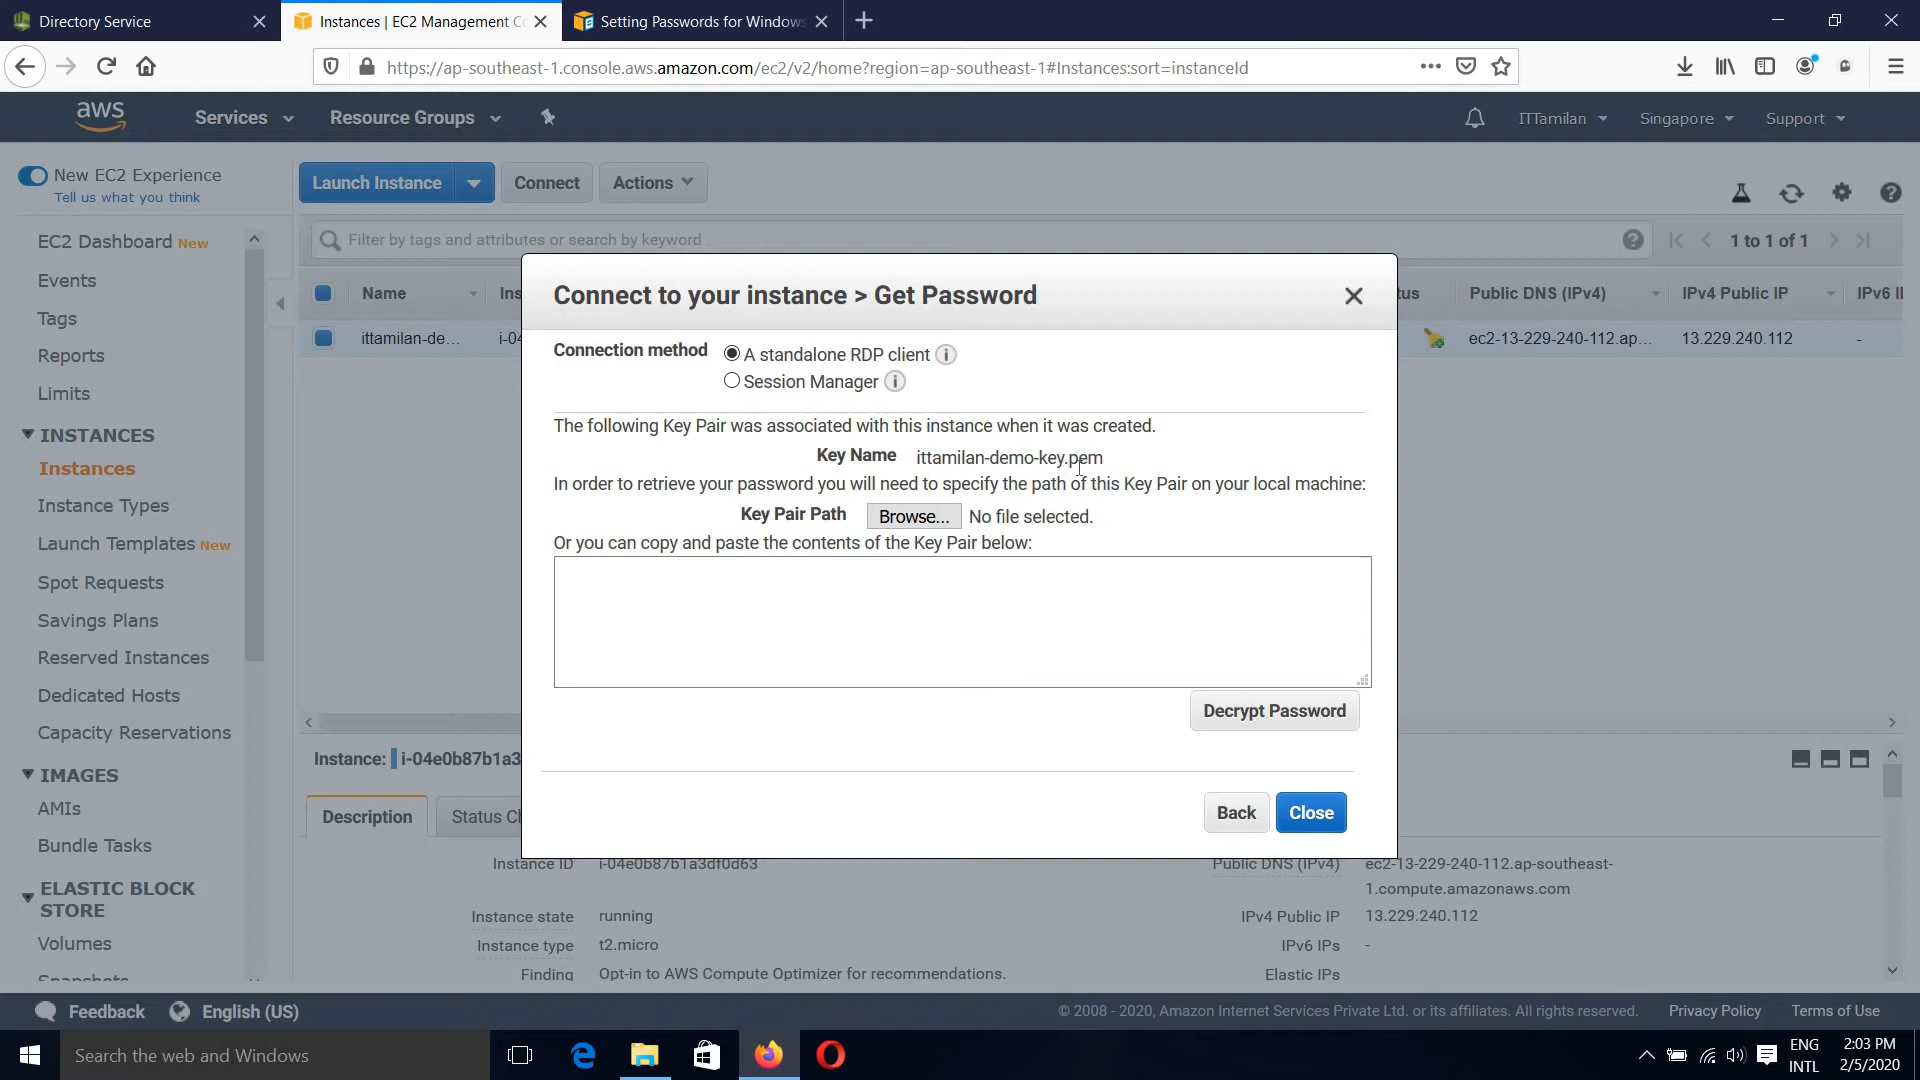 Directory Service
Instances | EC2 Management Co
Setting Passwords for Windows
https://ap-southeast-1.console.aws.amazon.com/ec2/v2/home?region=ap-southeast-1#Instances:sort=instanceId
aws
Services
Resource Groups
ITTamilan
Singapore
Support
New EC2 Experience
Tell us what you think
Launch Instance
Connect
Actions
EC2 Dashboard New
Events
Tags
Reports
Limits
INSTANCES
Instances
Instance Types
Launch Templates New
Spot Requests
Savings Plans
Reserved Instances
Dedicated Hosts
Capacity Reservations
IMAGES
AMIs
Bundle Tasks
ELASTIC BLOCK
STORE
Volumes
Snapshots
Filter by tags and attributes or search by keyword
1 to 1 of 1
Name
Ins
tus
Public DNS (IPv4)
IPv4 Public IP
IPv6 I
ittamilan-de...
i-04
ec2-13-229-240-112.ap...
13.229.240.112
-
Connect to your instance > Get Password
Connection method
A standalone RDP client
Session Manager
The following Key Pair was associated with this instance when it was created.
Key Name ittamilan-demo-key.pem
In order to retrieve your password you will need to specify the path of this Key Pair on your local machine:
Key Pair Path Browse... No file selected.
Or you can copy and paste the contents of the Key Pair below:
Decrypt Password
Back
Close
Instance: i-04e0b87b1a3
Description
Status Ch
Instance ID i-04e0b87b1a3df0d63
Instance state running
Instance type t2.micro
Finding Opt-in to AWS Compute Optimizer for recommendations.
Public DNS (IPv4) ec2-13-229-240-112.ap-southeast-
1.compute.amazonaws.com
IPv4 Public IP 13.229.240.112
IPv6 IPs -
Elastic IPs
Feedback
English (US)
© 2008 - 2020, Amazon Internet Services Private Ltd. or its affiliates. All rights reserved.
Privacy Policy
Terms of Use
Search the web and Windows
ENG
INTL
2:03 PM
2/5/2020